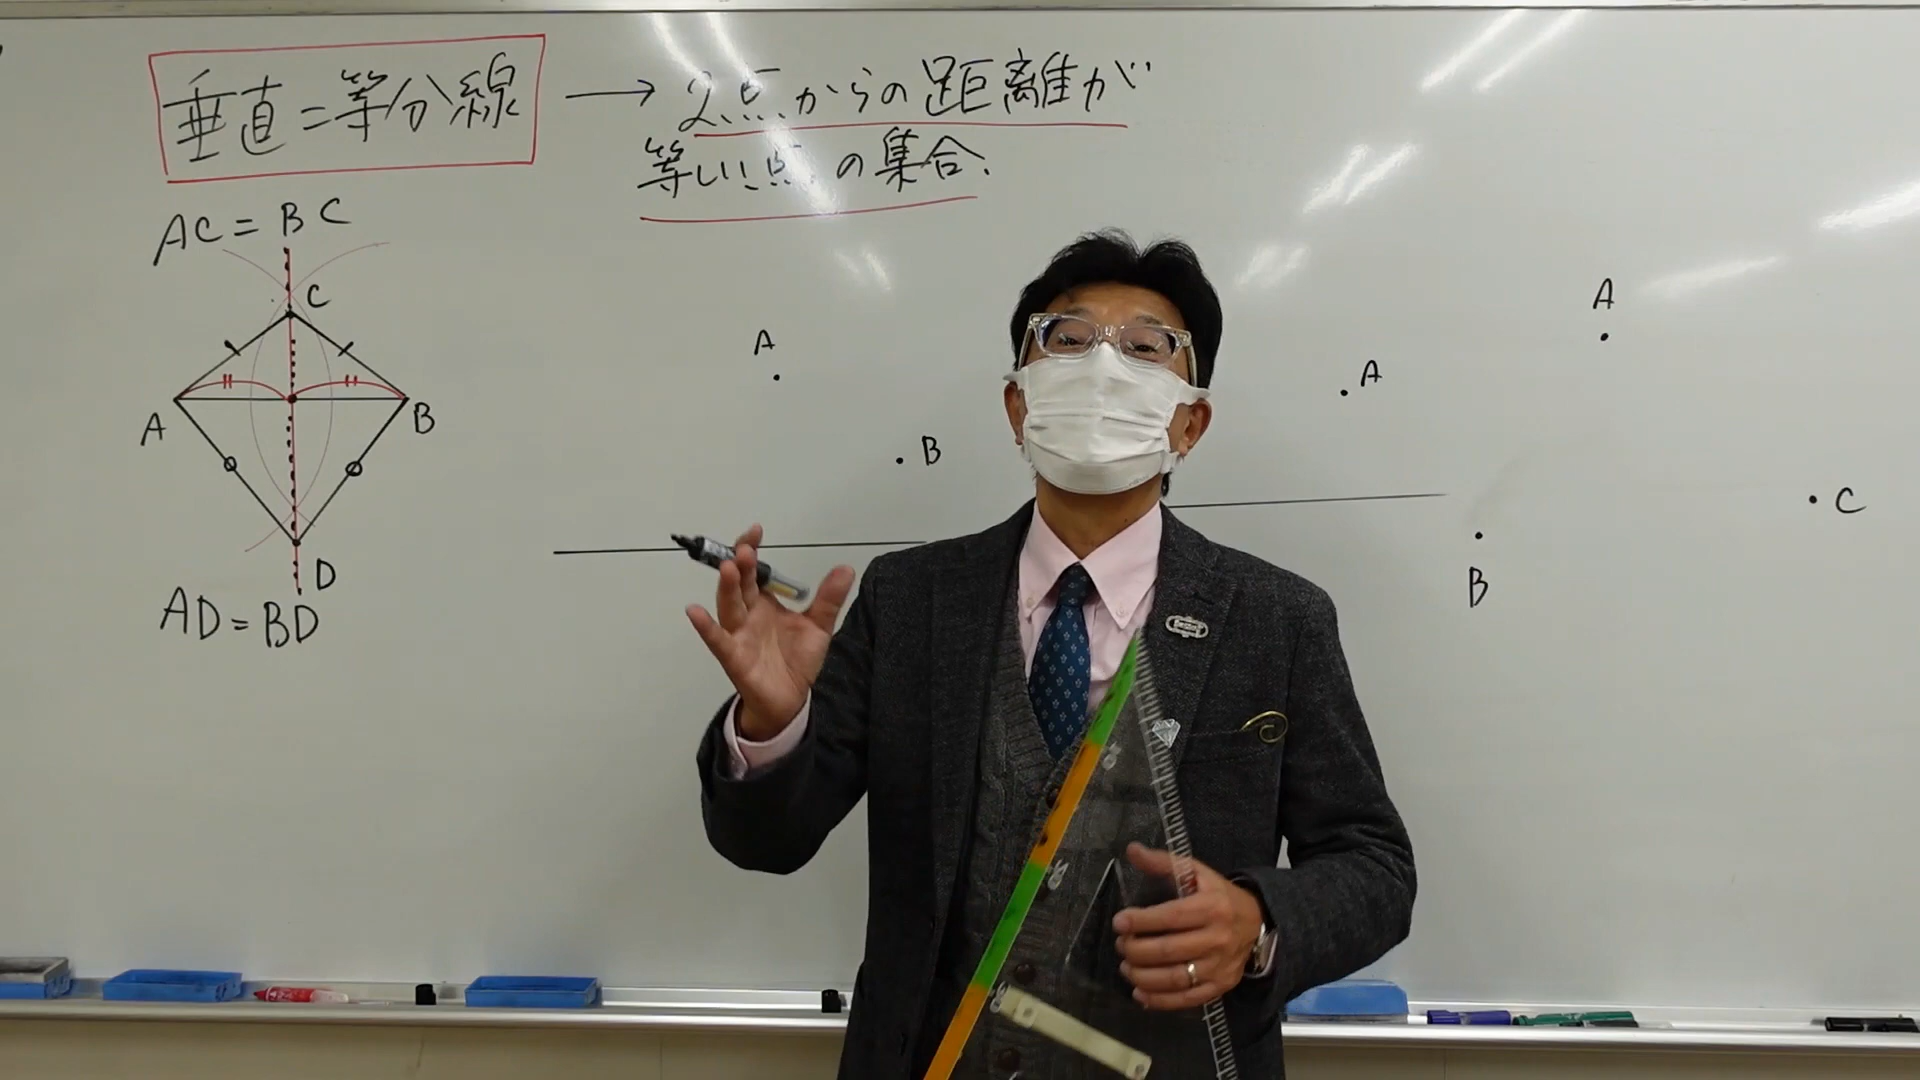 垂直二等分線 → 2点からの距離が
等しい点の集合.
AC = BC
C
A
B
D
AD = BD
A
B
A
A
B
C